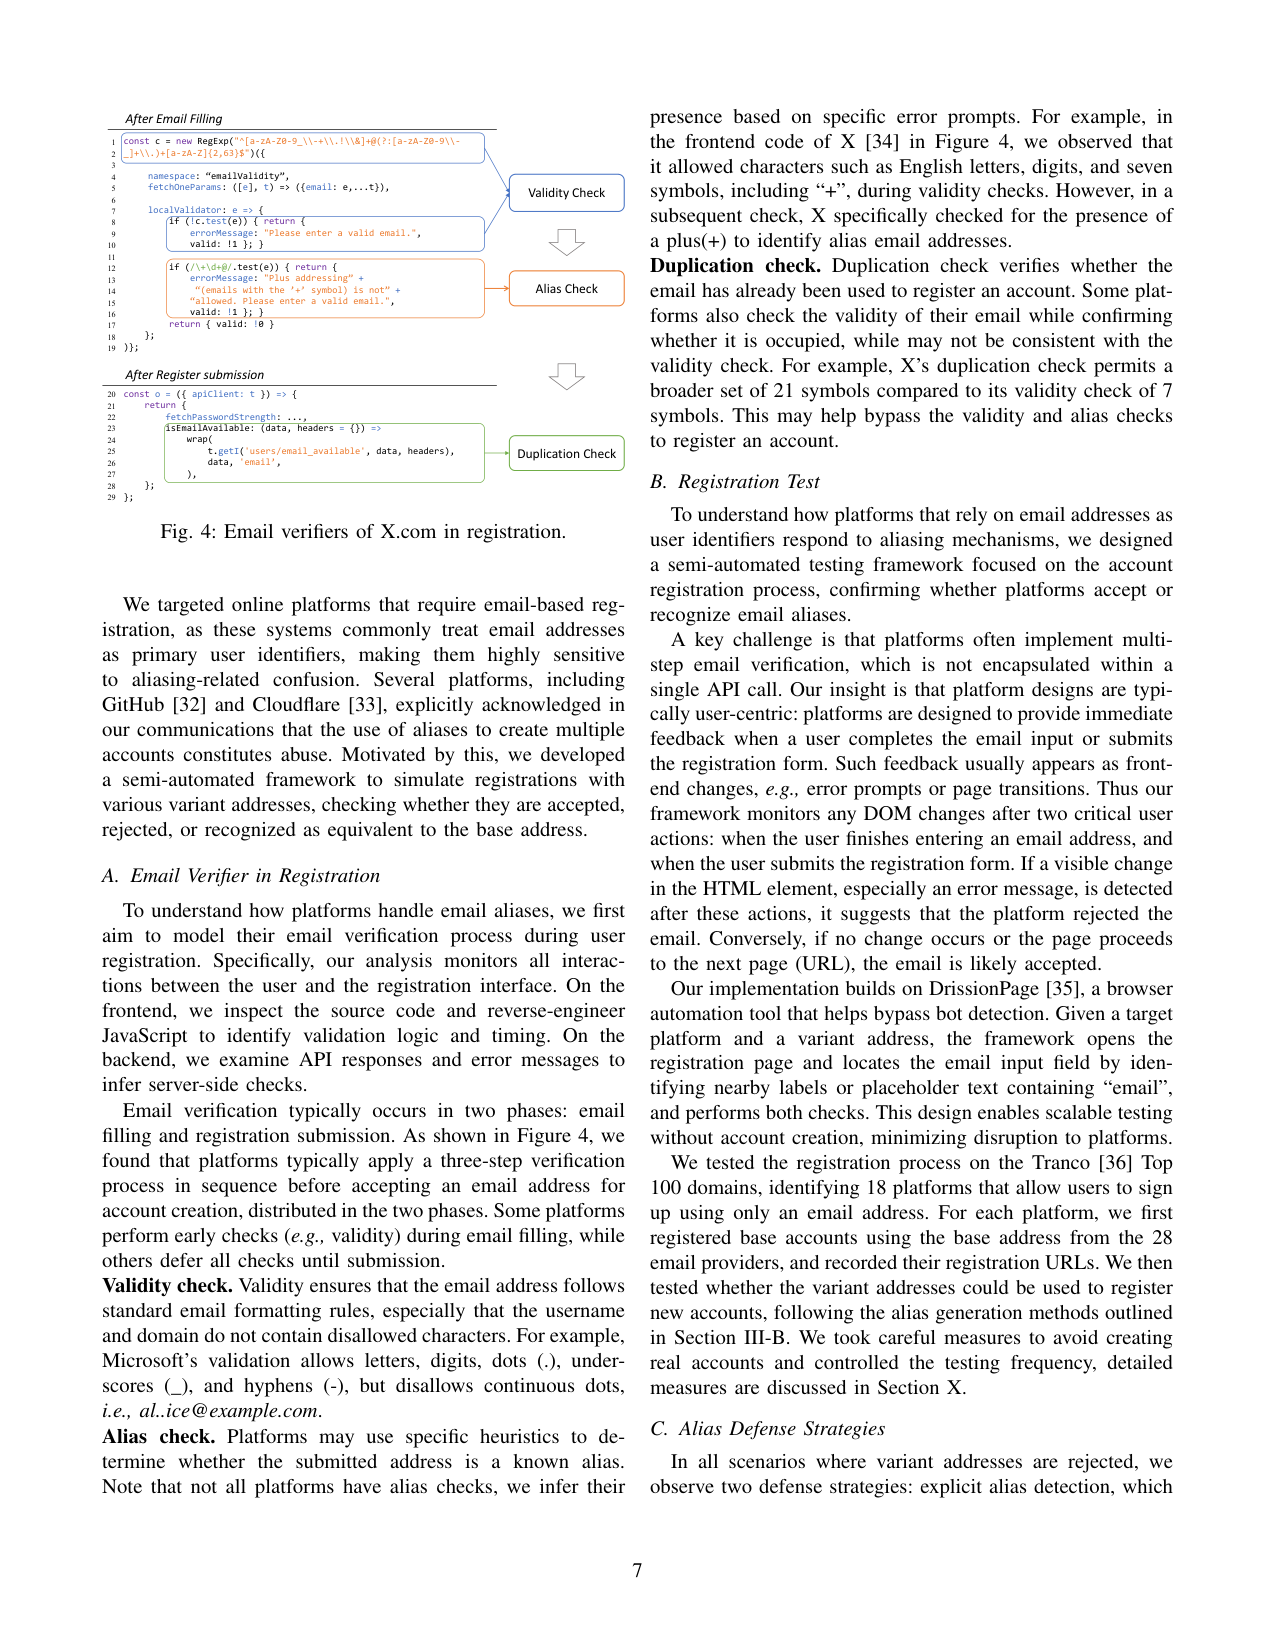 After Email Filling
1 const c = new RegExp("^[a-zA-Z0-9_\\-+\\.!\\&]+@(?:[a-zA-Z0-9\\-
2 _]+\\.)+[a-zA-Z]{2,63}$")({
3
4 namespace: “emailValidity”,
5 fetchOneParams: ([e], t) => ({email: e,...t}),
6
7 localValidator: e => {
8 if (!c.test(e)) { return {
9 errorMessage: "Please enter a valid email.",
10 valid: !1 }; }
11
12 if (/\+\d+@/.test(e)) { return {
13 errorMessage: "Plus addressing” +
14 “(emails with the ‘+’ symbol) is not” +
15 “allowed. Please enter a valid email.",
16 valid: !1 }; }
17 return { valid: !0 }
18 };
19 )};
Validity Check
Alias Check
After Register submission
20 const o = ({ apiClient: t }) => {
21 return {
22 fetchPasswordStrength: ...,
23 isEmailAvailable: (data, headers = {}) =>
24 wrap(
25 t.getI('users/email_available', data, headers),
26 data, 'email’,
27 ),
28 };
29 };
Duplication Check
Fig. 4: Email verifiers of X.com in registration.
We targeted online platforms that require email-based reg-
istration, as these systems commonly treat email addresses
as primary user identifiers, making them highly sensitive
to aliasing-related confusion. Several platforms, including
GitHub [32] and Cloudflare [33], explicitly acknowledged in
our communications that the use of aliases to create multiple
accounts constitutes abuse. Motivated by this, we developed
a semi-automated framework to simulate registrations with
various variant addresses, checking whether they are accepted,
rejected, or recognized as equivalent to the base address.
A. Email Verifier in Registration
To understand how platforms handle email aliases, we first
aim to model their email verification process during user
registration. Specifically, our analysis monitors all interac-
tions between the user and the registration interface. On the
frontend, we inspect the source code and reverse-engineer
JavaScript to identify validation logic and timing. On the
backend, we examine API responses and error messages to
infer server-side checks.
Email verification typically occurs in two phases: email
filling and registration submission. As shown in Figure 4, we
found that platforms typically apply a three-step verification
process in sequence before accepting an email address for
account creation, distributed in the two phases. Some platforms
perform early checks (e.g., validity) during email filling, while
others defer all checks until submission.
Validity check. Validity ensures that the email address follows
standard email formatting rules, especially that the username
and domain do not contain disallowed characters. For example,
Microsoft's validation allows letters, digits, dots (.), under-
scores (_), and hyphens (-), but disallows continuous dots,
i.e., al..ice@example.com.
Alias check. Platforms may use specific heuristics to de-
termine whether the submitted address is a known alias.
Note that not all platforms have alias checks, we infer their
presence based on specific error prompts. For example, in
the frontend code of X [34] in Figure 4, we observed that
it allowed characters such as English letters, digits, and seven
symbols, including “+”, during validity checks. However, in a
subsequent check, X specifically checked for the presence of
a plus(+) to identify alias email addresses.
Duplication check. Duplication check verifies whether the
email has already been used to register an account. Some plat-
forms also check the validity of their email while confirming
whether it is occupied, while may not be consistent with the
validity check. For example, X's duplication check permits a
broader set of 21 symbols compared to its validity check of 7
symbols. This may help bypass the validity and alias checks
to register an account.
B. Registration Test
To understand how platforms that rely on email addresses as
user identifiers respond to aliasing mechanisms, we designed
a semi-automated testing framework focused on the account
registration process, confirming whether platforms accept or
recognize email aliases.
A key challenge is that platforms often implement multi-
step email verification, which is not encapsulated within a
single API call. Our insight is that platform designs are typi-
cally user-centric: platforms are designed to provide immediate
feedback when a user completes the email input or submits
the registration form. Such feedback usually appears as front-
end changes, e.g., error prompts or page transitions. Thus our
framework monitors any DOM changes after two critical user
actions: when the user finishes entering an email address, and
when the user submits the registration form. If a visible change
in the HTML element, especially an error message, is detected
after these actions, it suggests that the platform rejected the
email. Conversely, if no change occurs or the page proceeds
to the next page (URL), the email is likely accepted.
Our implementation builds on DrissionPage [35], a browser
automation tool that helps bypass bot detection. Given a target
platform and a variant address, the framework opens the
registration page and locates the email input field by iden-
tifying nearby labels or placeholder text containing “email”,
and performs both checks. This design enables scalable testing
without account creation, minimizing disruption to platforms.
We tested the registration process on the Tranco [36] Top
100 domains, identifying 18 platforms that allow users to sign
up using only an email address. For each platform, we first
registered base accounts using the base address from the 28
email providers, and recorded their registration URLs. We then
tested whether the variant addresses could be used to register
new accounts, following the alias generation methods outlined
in Section III-B. We took careful measures to avoid creating
real accounts and controlled the testing frequency, detailed
measures are discussed in Section X.
C. Alias Defense Strategies
In all scenarios where variant addresses are rejected, we
observe two defense strategies: explicit alias detection, which
7